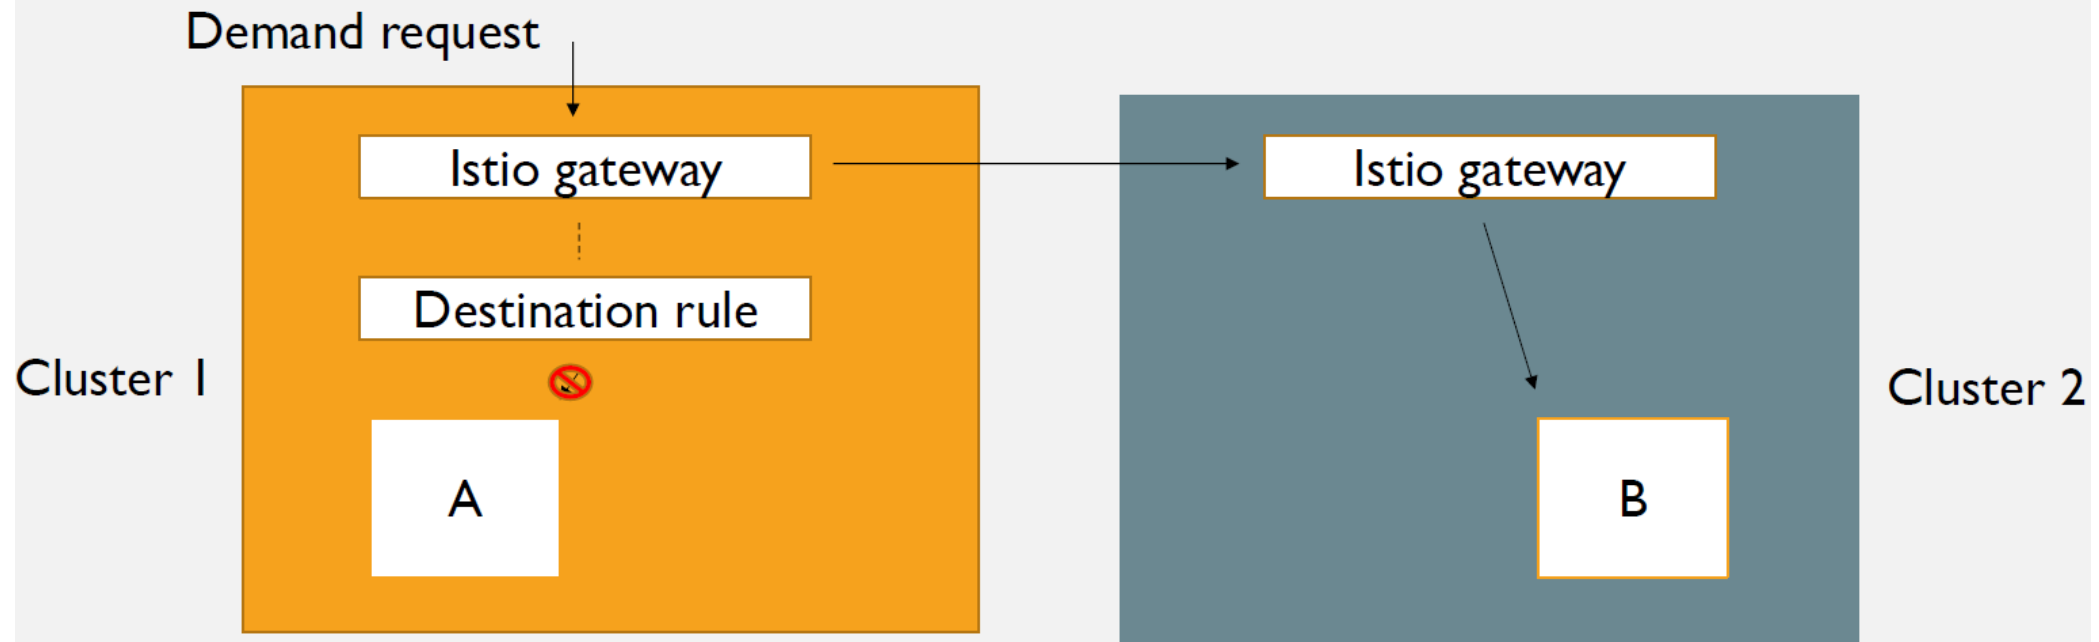 Demand request
Istio gateway
Istio gateway
Destination rule
Cluster 1
Cluster 2
A
B